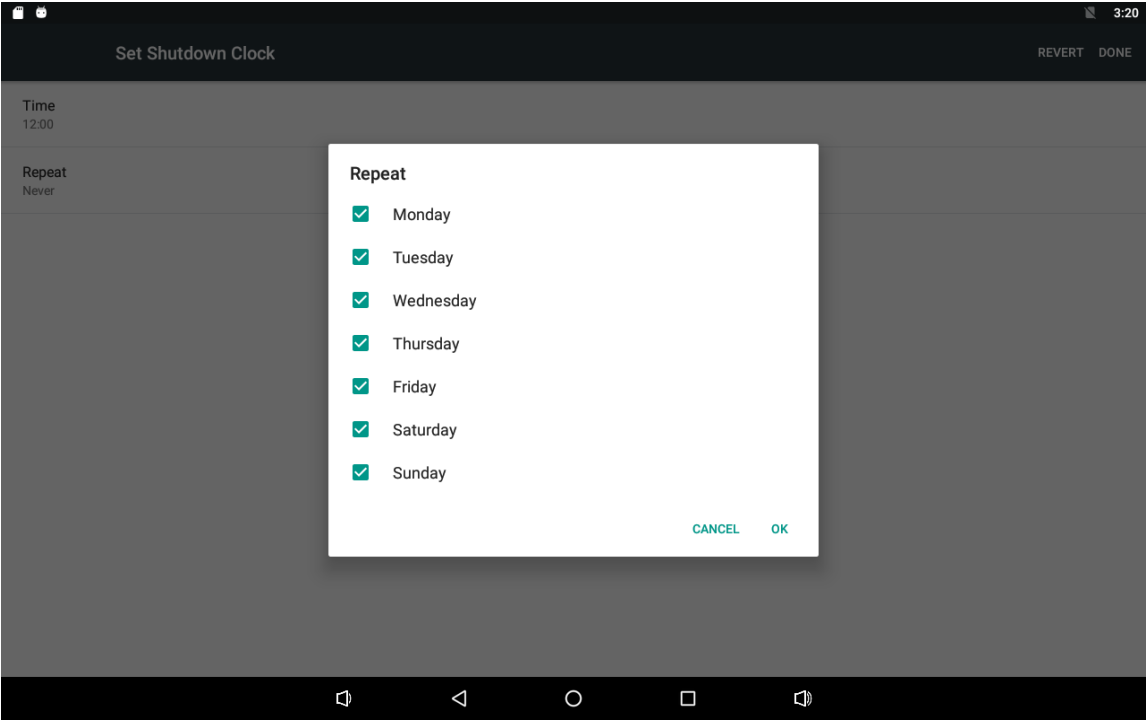 3:20
Set Shutdown Clock
REVERT DONE
Time
12:00
Repeat
Never
Repeat
Monday
Tuesday
Wednesday
Thursday
Friday
Saturday
Sunday
CANCEL OK